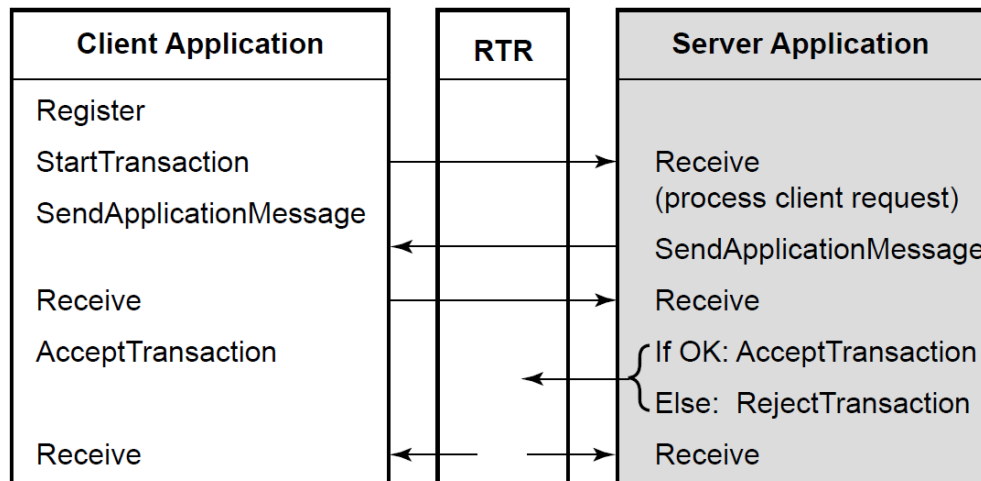 Client Application
RTR
Server Application
Register
StartTransaction
Receive
(process client request)
SendApplicationMessage
SendApplicationMessage
Receive
Receive
AcceptTransaction
If OK: AcceptTransaction
Else: RejectTransaction
Receive
Receive